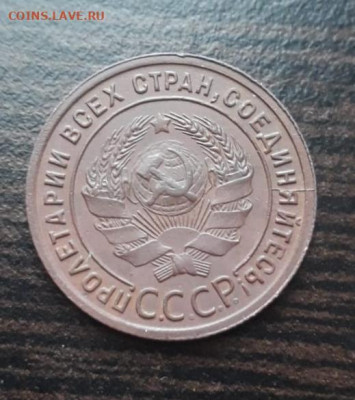 COINS.LAVE.RU
ПРОЛЕТАРИИ ВСЕХ СТРАН, СОЕДИНЯЙТЕСЬ!
С.С.С.Р.